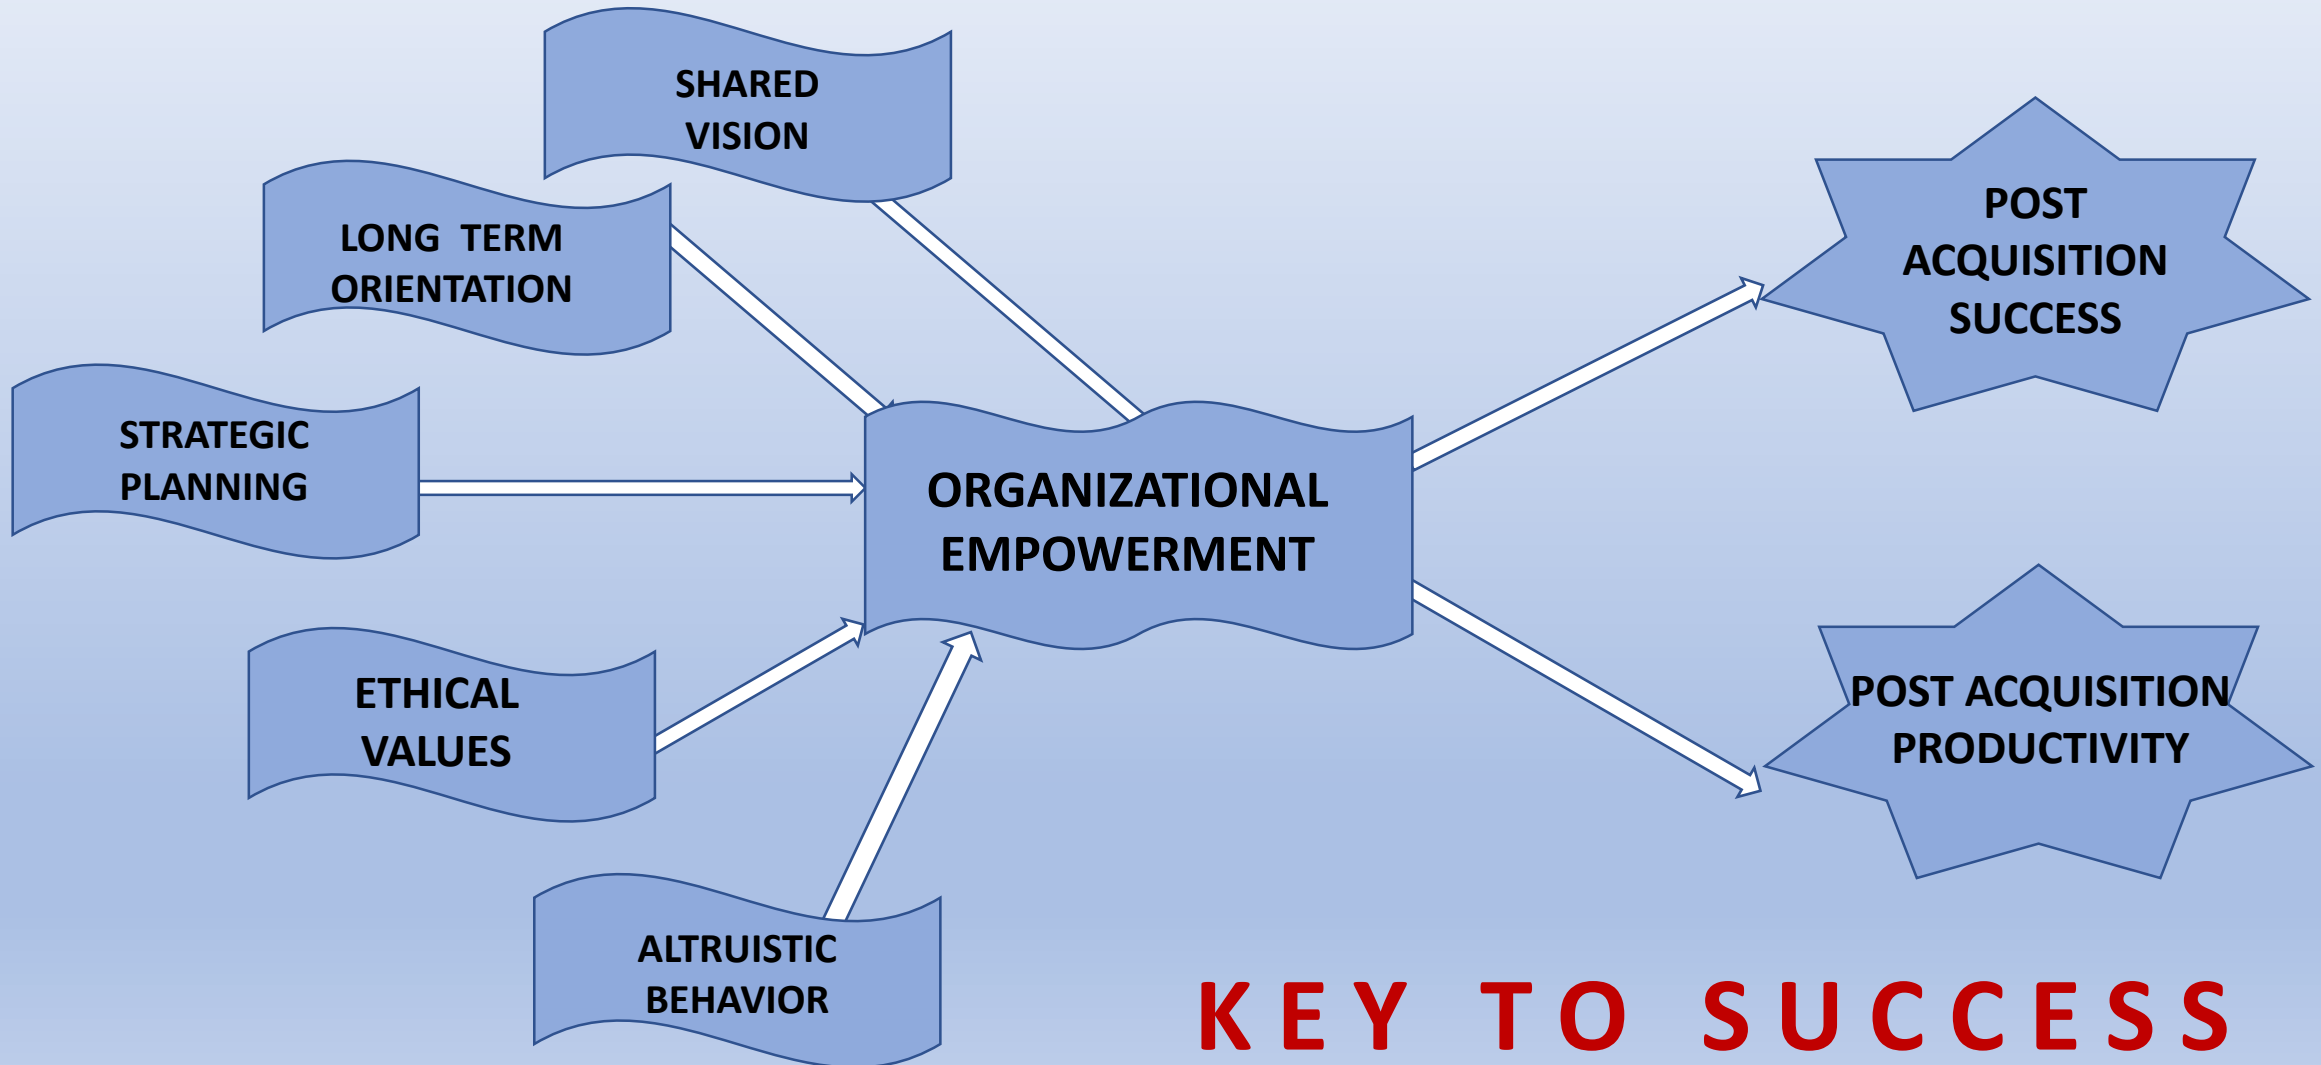 SHARED
VISION
LONG TERM
ORIENTATION
STRATEGIC
PLANNING
ETHICAL
VALUES
ALTRUISTIC
BEHAVIOR
ORGANIZATIONAL
EMPOWERMENT
POST
ACQUISITION
SUCCESS
POST ACQUISITION
PRODUCTIVITY
KEY TO SUCCESS